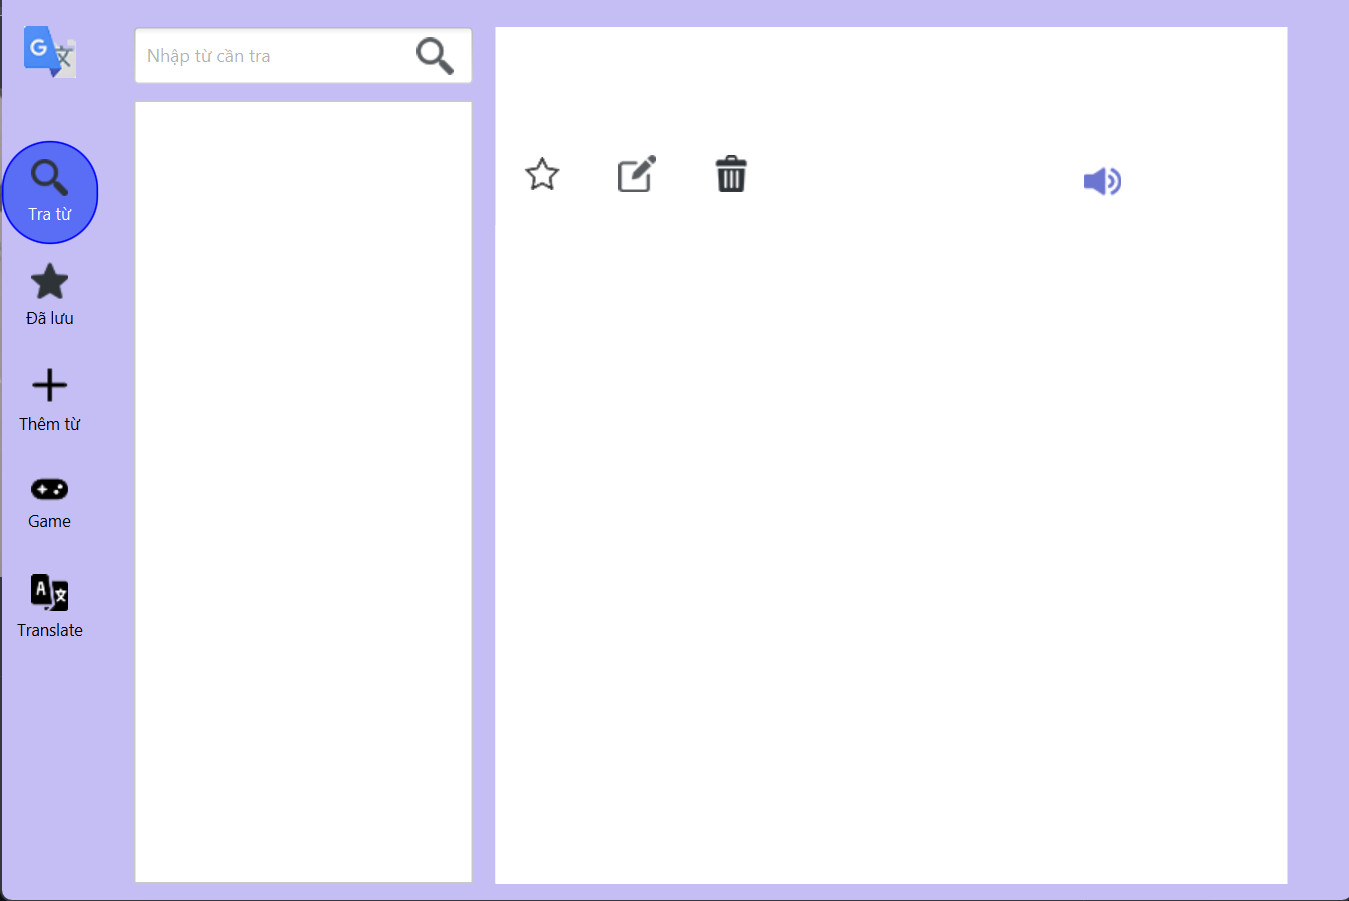 G 文
Nhập từ cần tra
Tra từ
Đã lưu
Thêm từ
Game
A 文
Translate